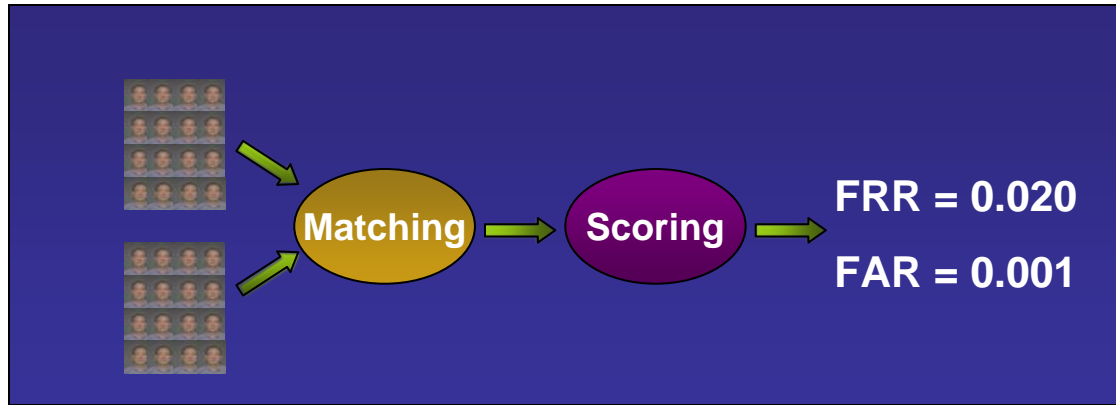 Matching
Scoring
FRR = 0.020
FAR = 0.001